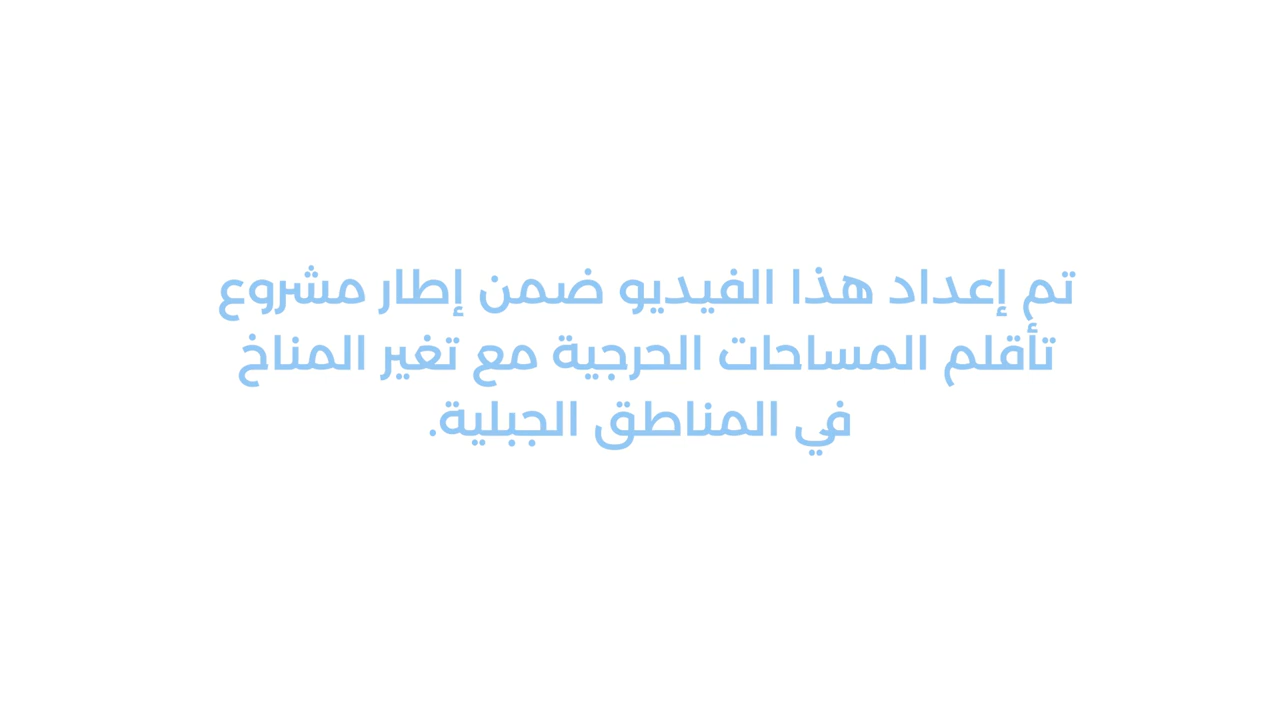 تم إعداد هذا الفيديو ضمن إطار مشروع
تأقلم المساحات الحرجية مع تغير المناخ
في المناطق الجبلية.